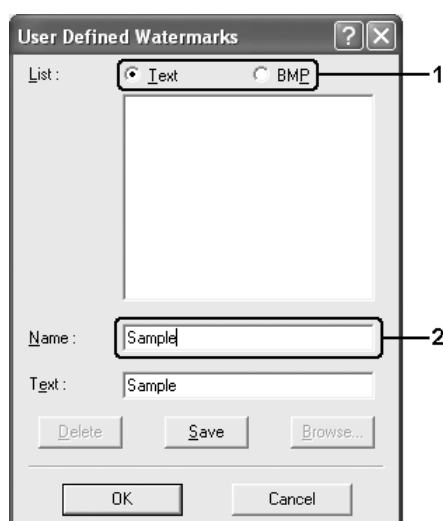 User Defined Watermarks
List : Text BMP 1
Name : Sample 2
Text : Sample
Delete Save Browse...
OK Cancel